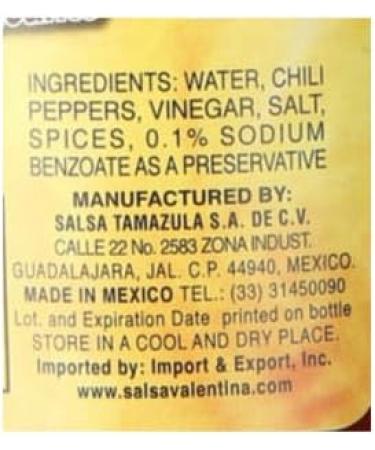 INGREDIENTS: WATER, CHILI
PEPPERS, VINEGAR, SALT,
SPICES, 0.1% SODIUM
BENZOATE AS A PRESERVATIVE
MANUFACTURED BY:
SALSA TAMAZULA S.A. DE C.V.
CALLE 22 No. 2583 ZONA INDUST.
GUADALAJARA, JAL. C.P. 44940, MEXICO.
MADE IN MEXICO TEL.: (33) 31450090
Lot. and Expiration Date printed on bottle
STORE IN A COOL AND DRY PLACE.
Imported by: Import & Export, Inc.
www.salsavalentina.com